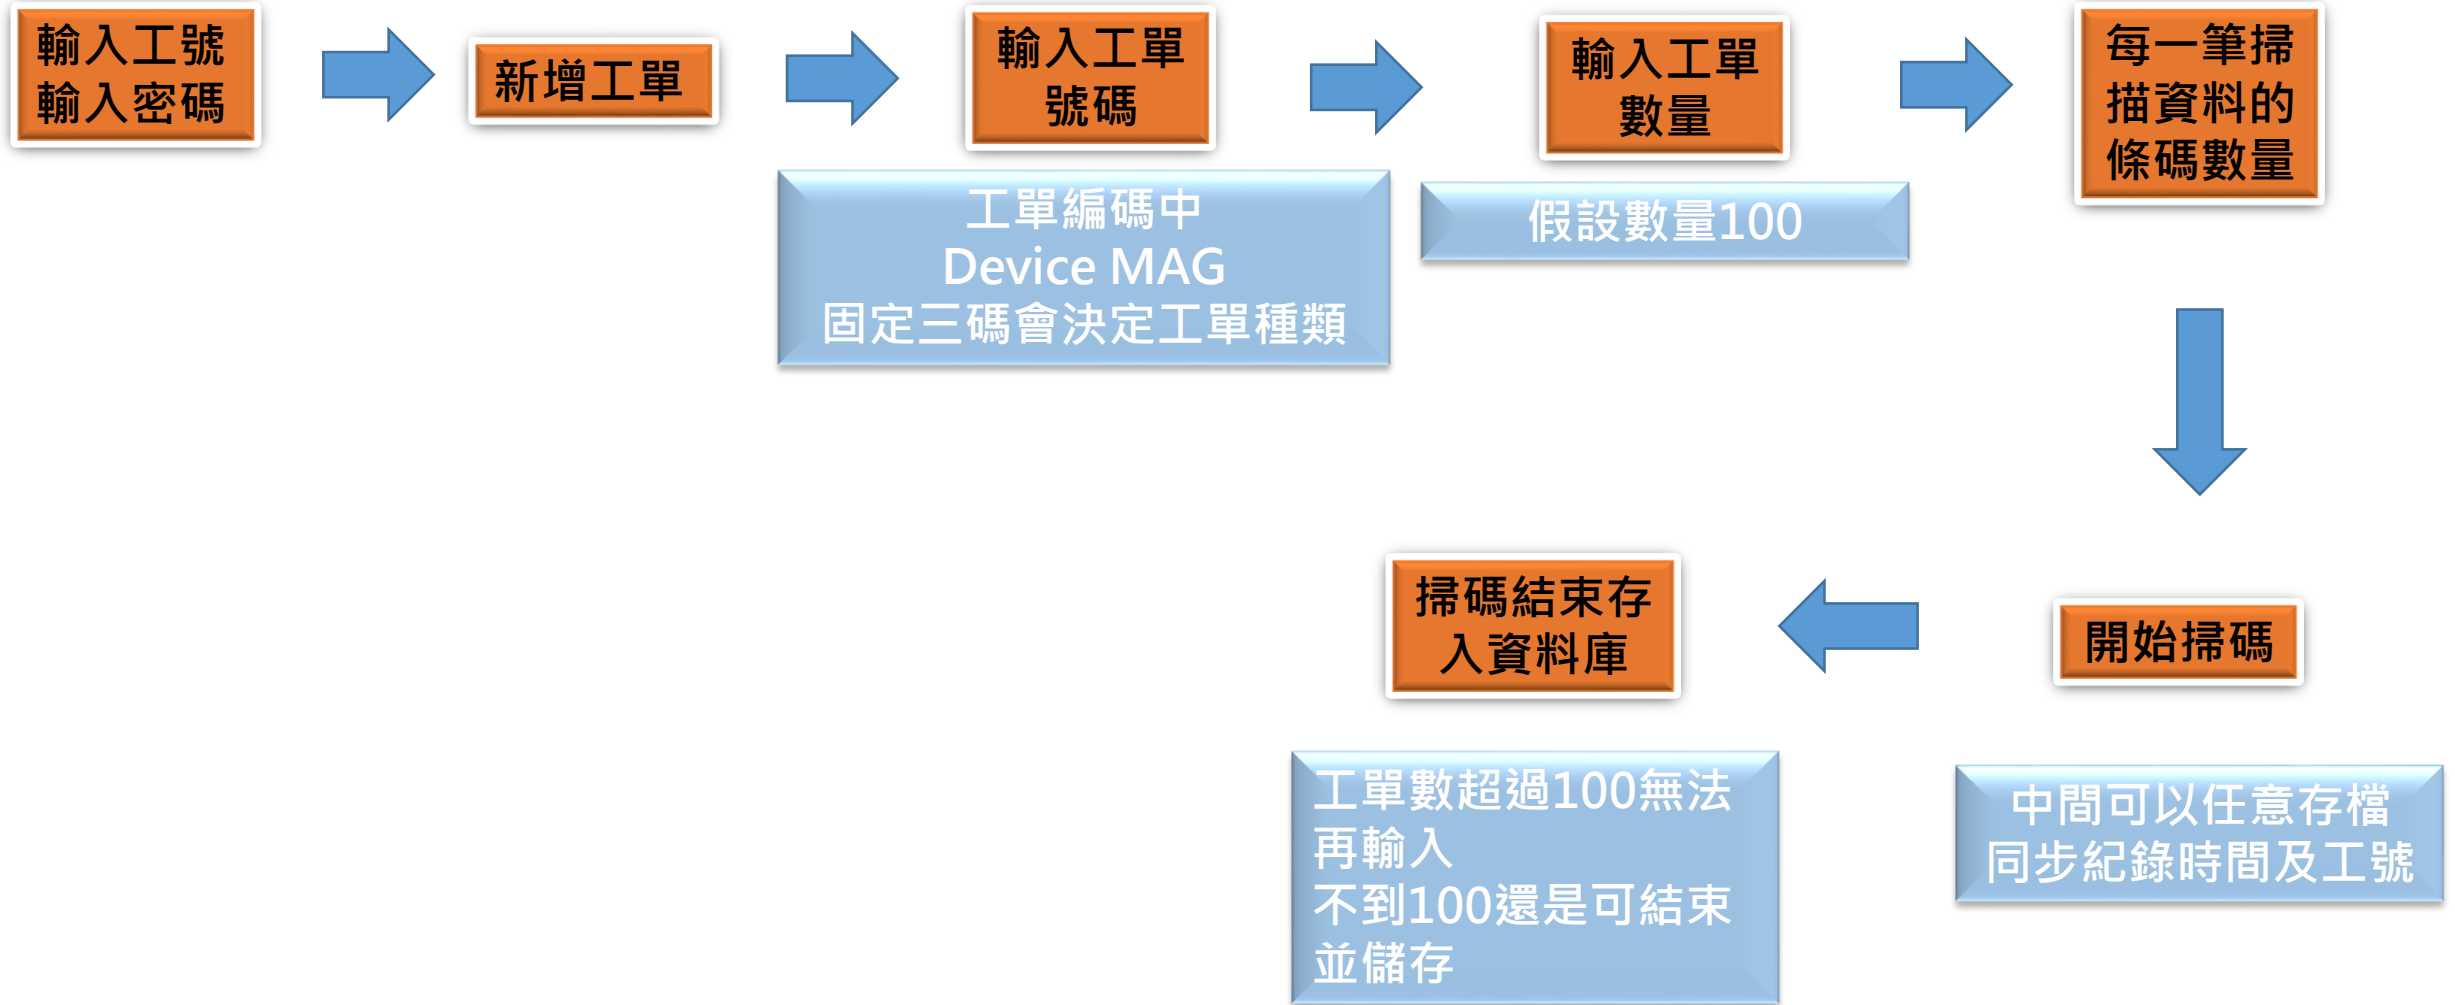 輸入工號
輸入密碼
新增工單
輸入工單
號碼
輸入工單
數量
每一筆掃
描資料的
條碼數量
工單編碼中
Device MAG
固定三碼會決定工單種類
假設數量100
掃碼結束存
入資料庫
開始掃碼
工單數超過100無法
再輸入
不到100還是可結束
並儲存
中間可以任意存檔
同步紀錄時間及工號